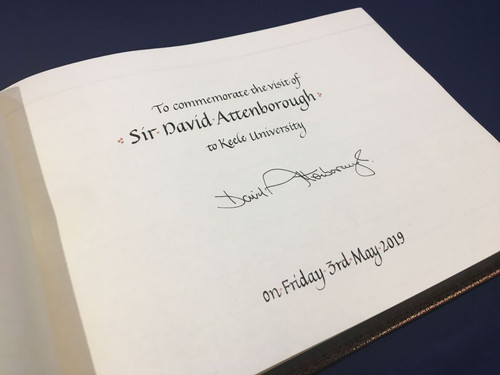 To commemorate the visit of
Sir David Attenborough
to Keele University
David Attenborough.
on Friday 3rd May 2019